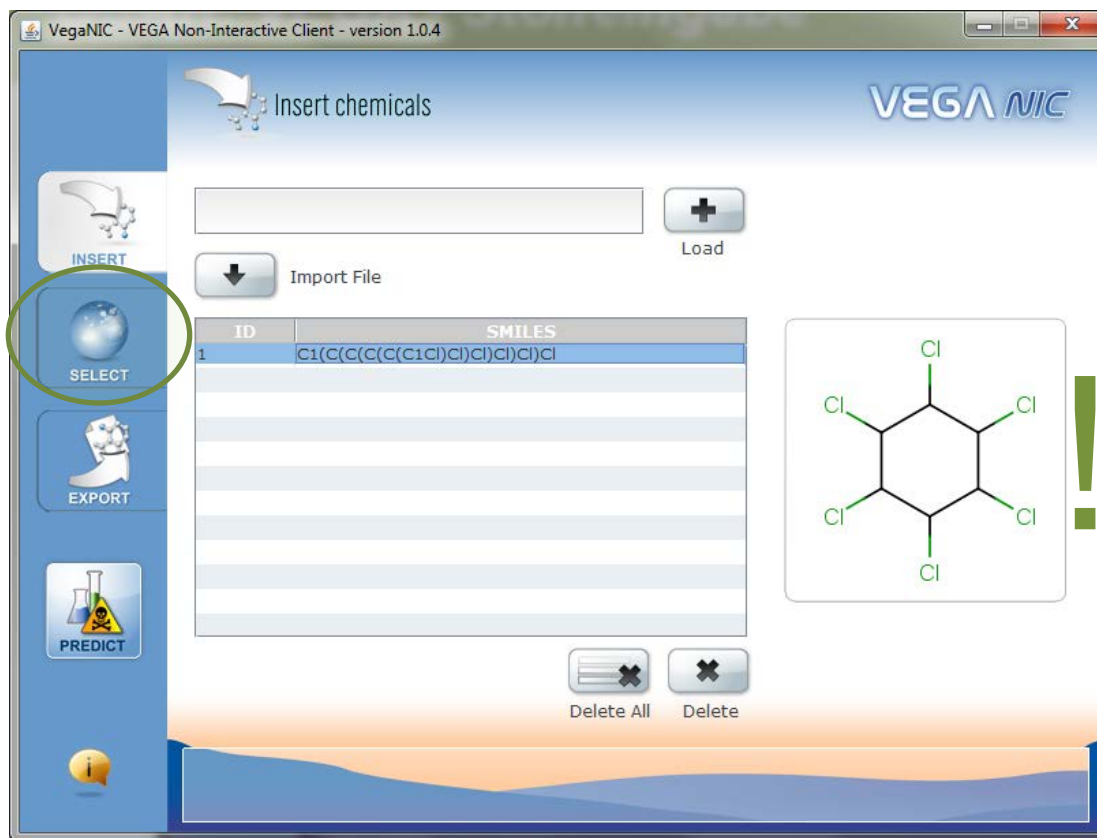 VegaNIC - VEGA Non-Interactive Client - version 1.0.4
Insert chemicals
VEGA NIC
INSERT
Load
Import File
SELECT
ID SMILES
1 C1(C(C(C(C(C1Cl)Cl)Cl)Cl)Cl)Cl
Cl
Cl Cl
!
Cl Cl
Cl
EXPORT
PREDICT
Delete All Delete
i